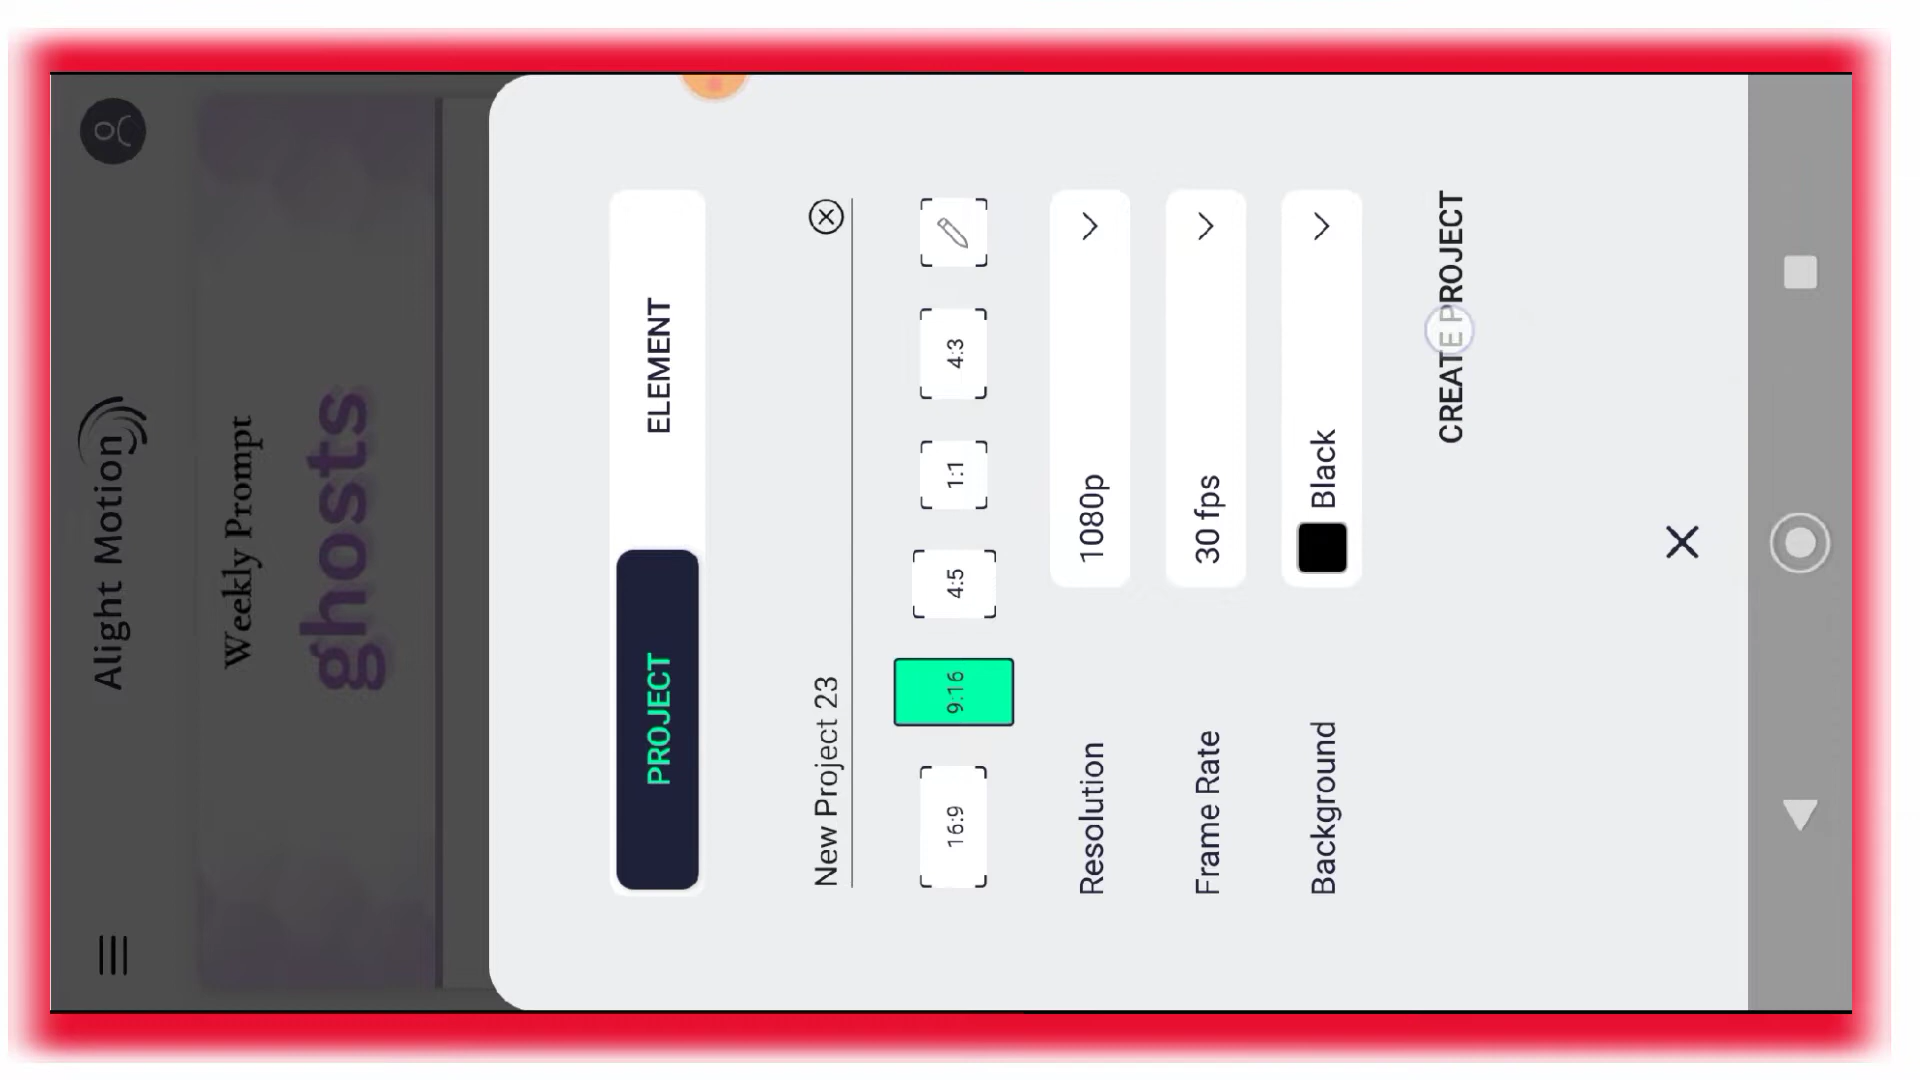 Alight Motion
Weekly Prompt
ghosts
PROJECT ELEMENT
New Project 23
16:9 9:16 4:5 1:1 4:3
Resolution 1080p
Frame Rate 30 fps
Background Black
CREATE PROJECT